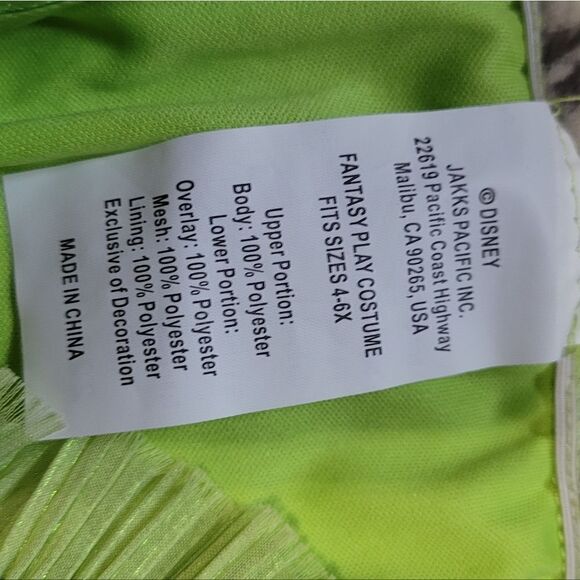 ©DISNEY
JAKKS PACIFIC INC.
22619 Pacific Coast Highway
Malibu, CA 90265, USA
FANTASY PLAY COSTUME
FITS SIZES 4-6X
Upper Portion:
Body: 100% Polyester
Lower Portion:
Overlay: 100% Polyester
Mesh: 100% Polyester
Lining: 100% Polyester
Exclusive of Decoration
MADE IN CHINA